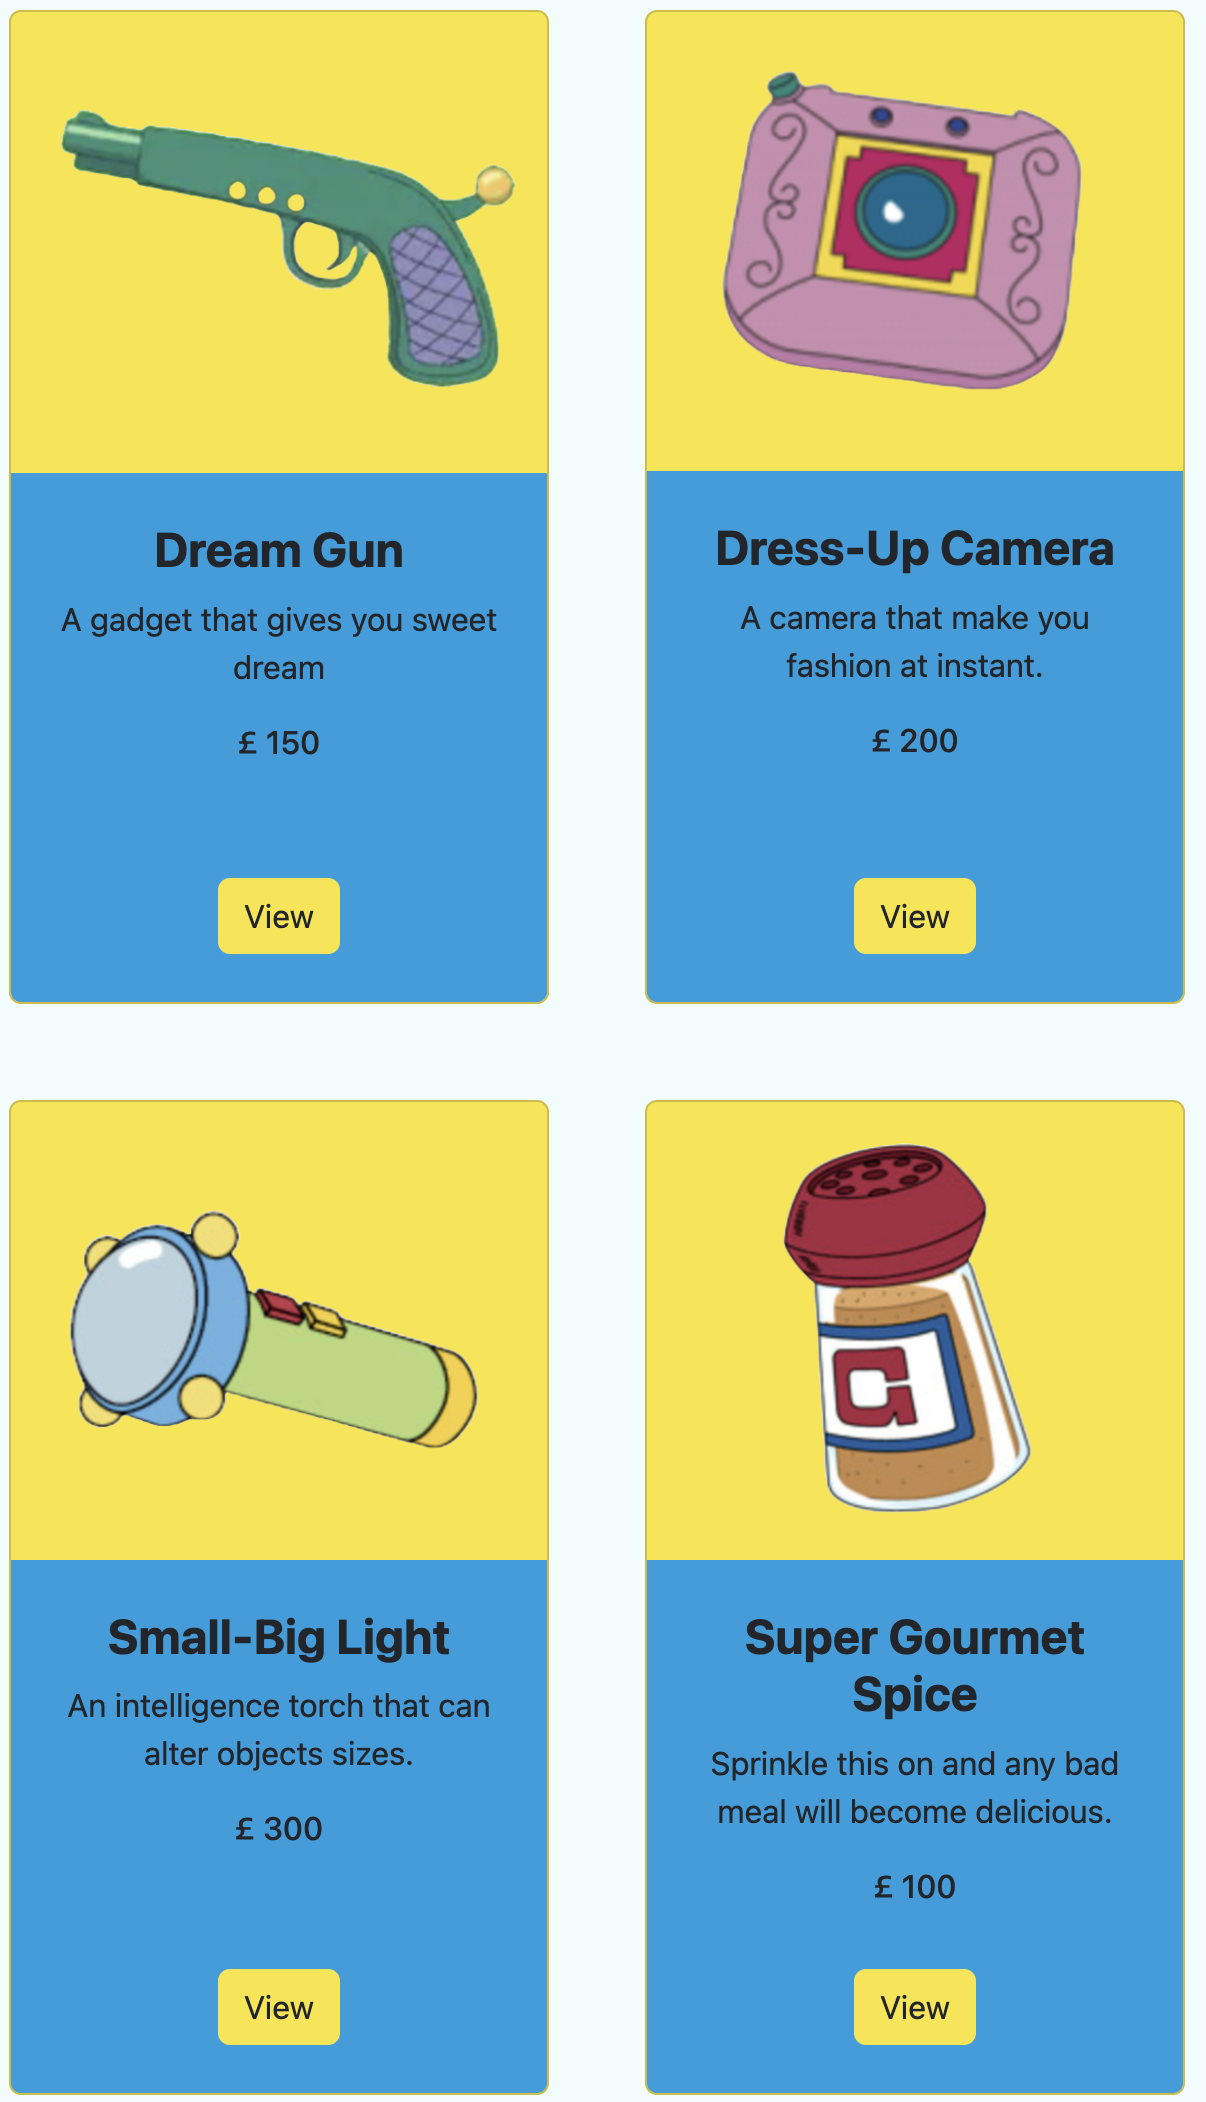 Dream Gun
A gadget that gives you sweet
dream
£ 150
View
Dress-Up Camera
A camera that make you
fashion at instant.
£ 200
View
Small-Big Light
An intelligence torch that can
alter objects sizes.
£ 300
View
G
Super Gourmet
Spice
Sprinkle this on and any bad
meal will become delicious.
£ 100
View